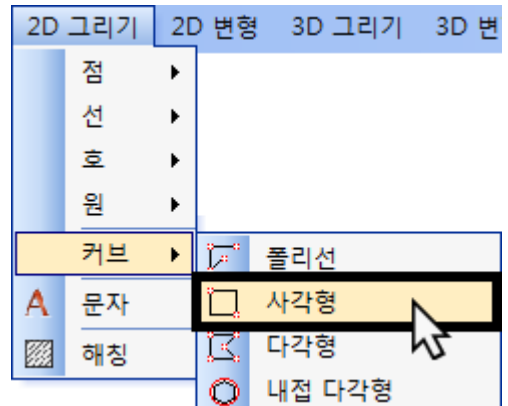 2D 그리기 2D 변형 3D 그리기 3D 변
점
선
호
원
커브
문자
해칭
폴리선
사각형
다각형
내접 다각형